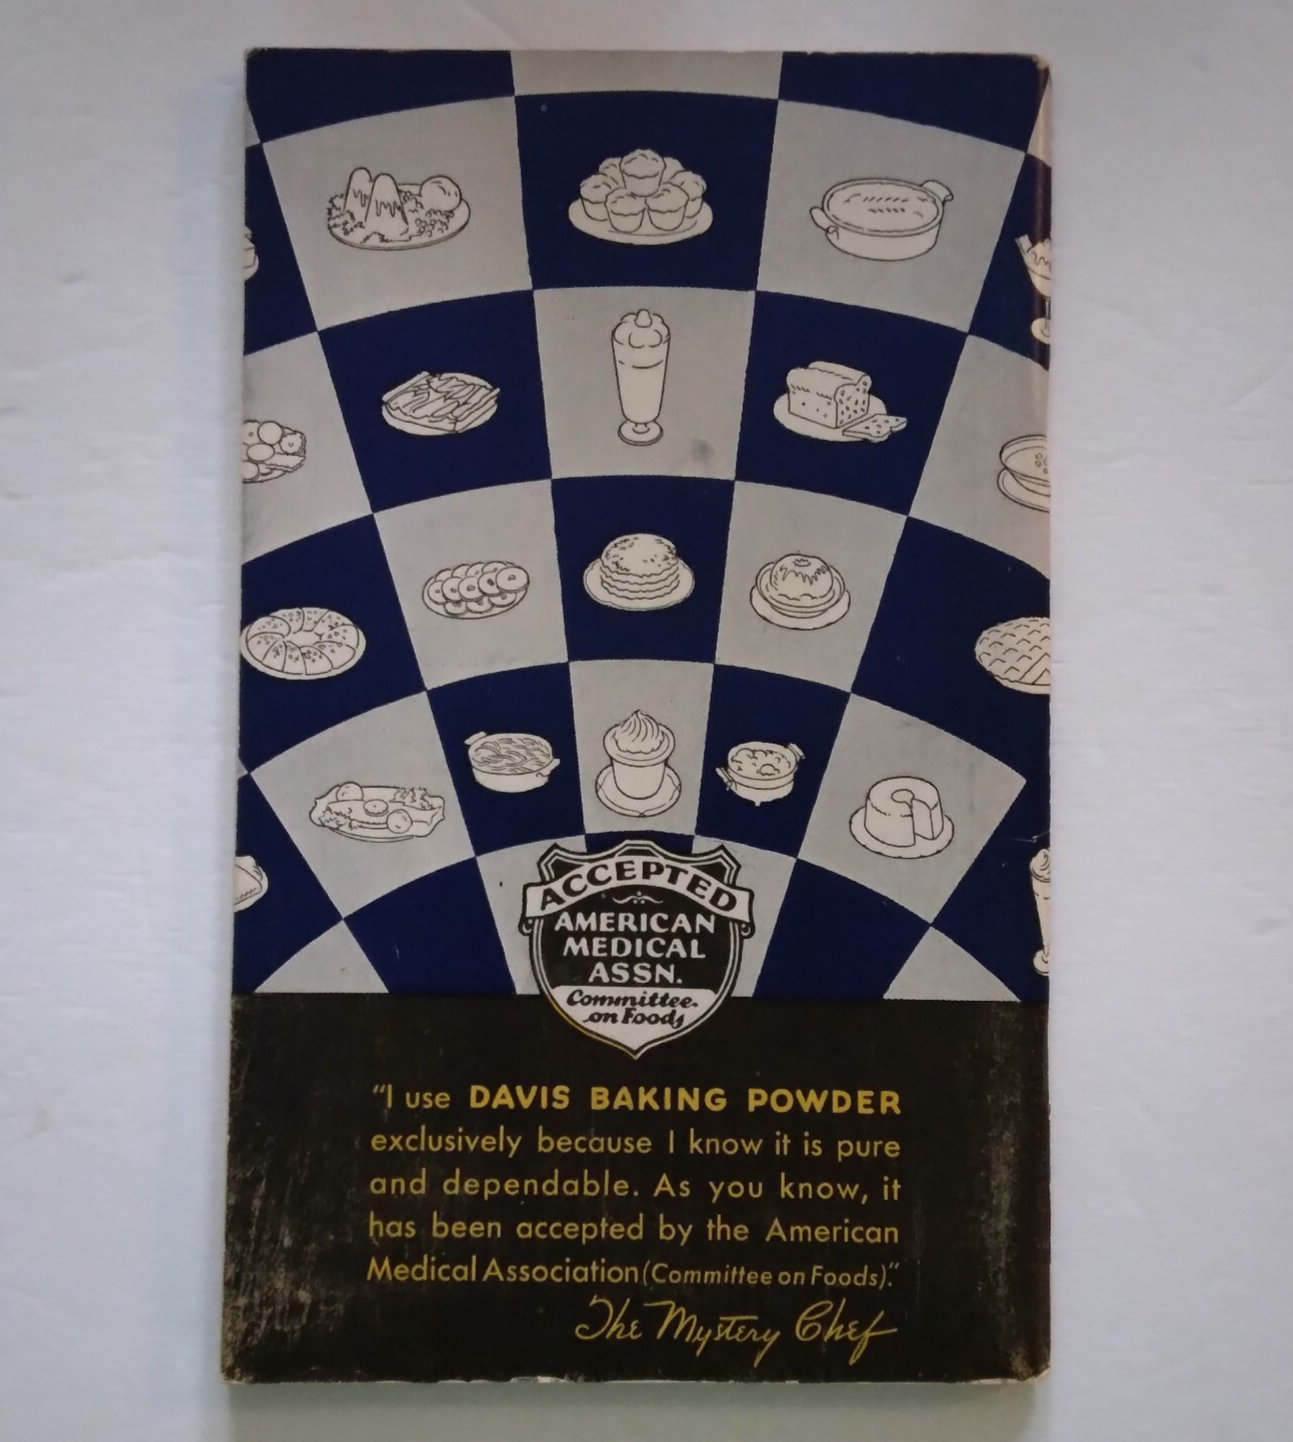 ACCEPTED
AMERICAN
MEDICAL
ASSN.
Committee
on Foods
"I use DAVIS BAKING POWDER
exclusively because I know it is pure
and dependable. As you know, it
has been accepted by the American
Medical Association (Committee on Foods)."
The Mystery Chef